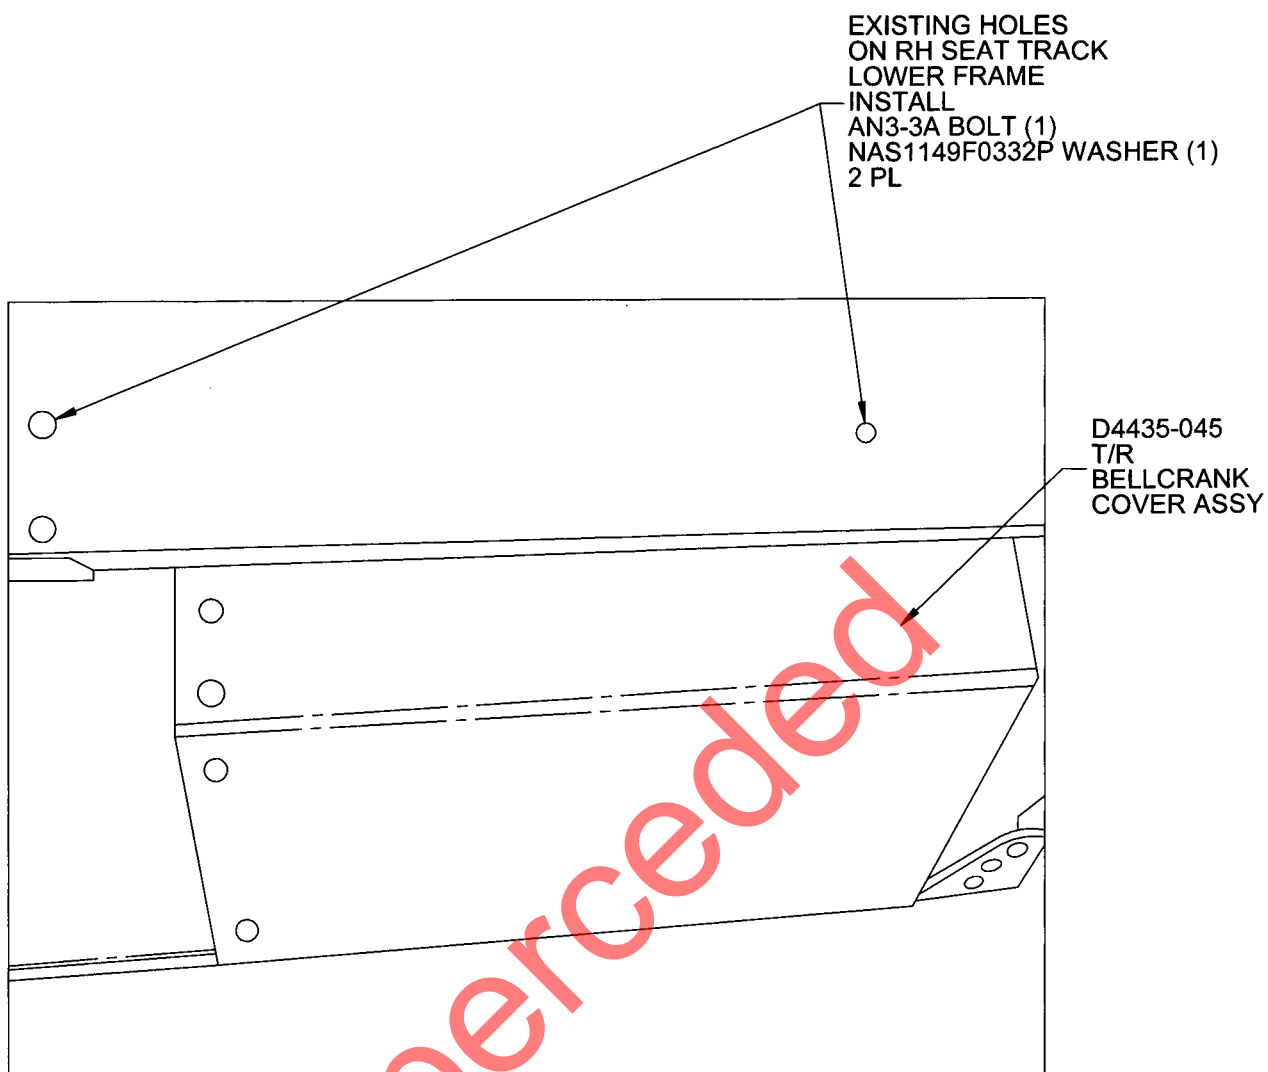 EXISTING HOLES
ON RH SEAT TRACK
LOWER FRAME
INSTALL
AN3-3A BOLT (1)
NAS1149F0332P WASHER (1)
2 PL
D4435-045
T/R
BELLCRANK
COVER ASSY
perceded